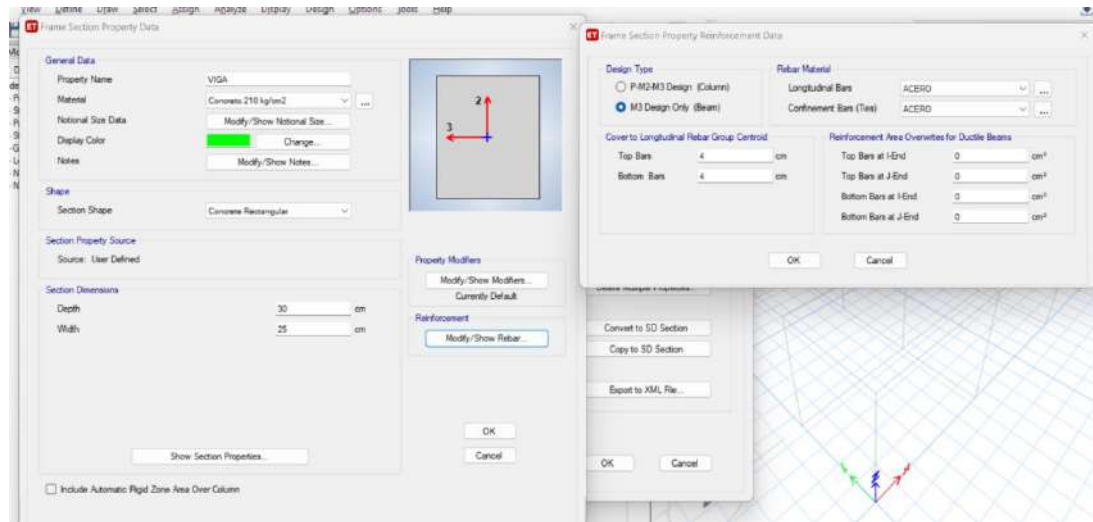 View Define Draw Select Assign Analyze Display Design Options Tools Help
Frame Section Property Data
General Data
Property Name VIGA
Material Concreto 210 kg/cm2 ...
Notional Size Data Modify/Show Notional Size...
Display Color Change...
Notes Modify/Show Notes...
Shape
Section Shape Concrete Rectangular
Section Property Source
Source: User Defined
Section Dimensions
Depth 30 cm
Width 25 cm
Show Section Properties...
Include Automatic Rigid Zone Area Over Column
2
3
Property Modifiers
Modify/Show Modifiers...
Currently Default
Reinforcement
Modify/Show Rebar...
OK
Cancel
Frame Section Property Reinforcement Data
Design Type
P-M2-M3 Design (Column)
M3 Design Only (Beam)
Rebar Material
Longitudinal Bars ACERO ...
Confinement Bars (Ties) ACERO ...
Cover to Longitudinal Rebar Group Centroid
Top Bars 4 cm
Bottom Bars 4 cm
Reinforcement Area Overwrites for Ductile Beams
Top Bars at I-End 0 cm²
Top Bars at J-End 0 cm²
Bottom Bars at I-End 0 cm²
Bottom Bars at J-End 0 cm²
OK Cancel
Delete Multiple Properties...
Convert to SD Section
Copy to SD Section
Export to XML File...
OK Cancel